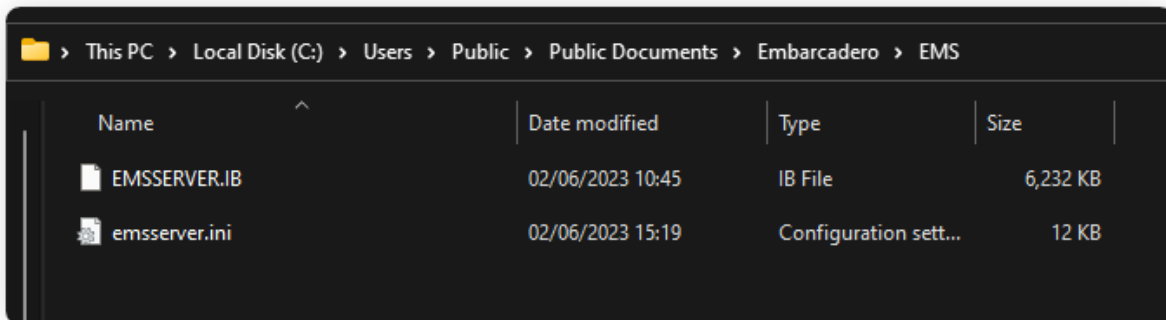 This PC > Local Disk (C:) > Users > Public > Public Documents > Embarcadero > EMS
Name Date modified Type Size
EMSSERVER.IB 02/06/2023 10:45 IB File 6,232 KB
emsserver.ini 02/06/2023 15:19 Configuration sett... 12 KB